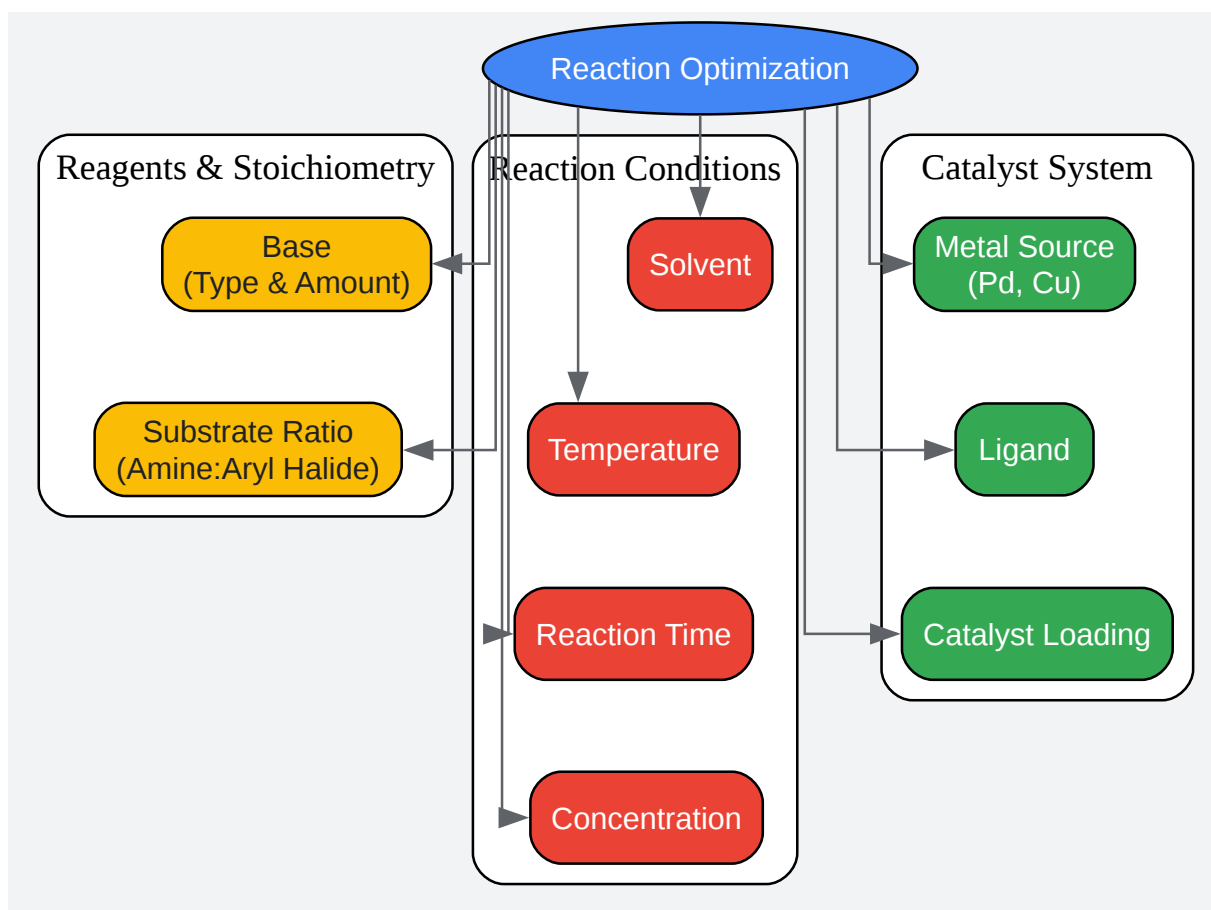 Reaction Optimization
Reagents & Stoichiometry
Base
(Type & Amount)
Substrate Ratio
(Amine:Aryl Halide)
Reaction Conditions
Solvent
Temperature
Reaction Time
Concentration
Catalyst System
Metal Source
(Pd, Cu)
Ligand
Catalyst Loading